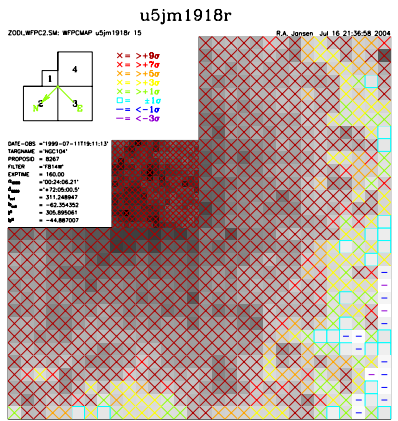 u5jm1918r
ZODI_WFPC2.SM: WFPCMAP u5jm1918r 15
R.A. Jansen Jul 16 21:36:58 2004
4
1
2
3
N
E
× = >+9σ
× = >+7σ
× = >+5σ
× = >+3σ
× = >+1σ
□ = ±1σ
− = <−1σ
− = <−3σ
DATE-OBS ='1999-07-11T19:11:13'
TARGNAME ='NGC104'
PROPOSID = 8267
FILTER ='F814W'
EXPTIME = 160.00
='00:24:06.21'
='+72:05:00.5'
= 311.248947
= -62.354352
= 305.895061
= -44.887007